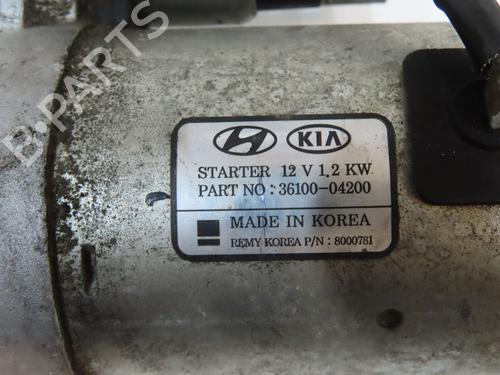 B-PARTS
KIA
STARTER 12 V 1.2 KW
PART NO : 36100-04200
MADE IN KOREA
REMY KOREA P/N : 8000781